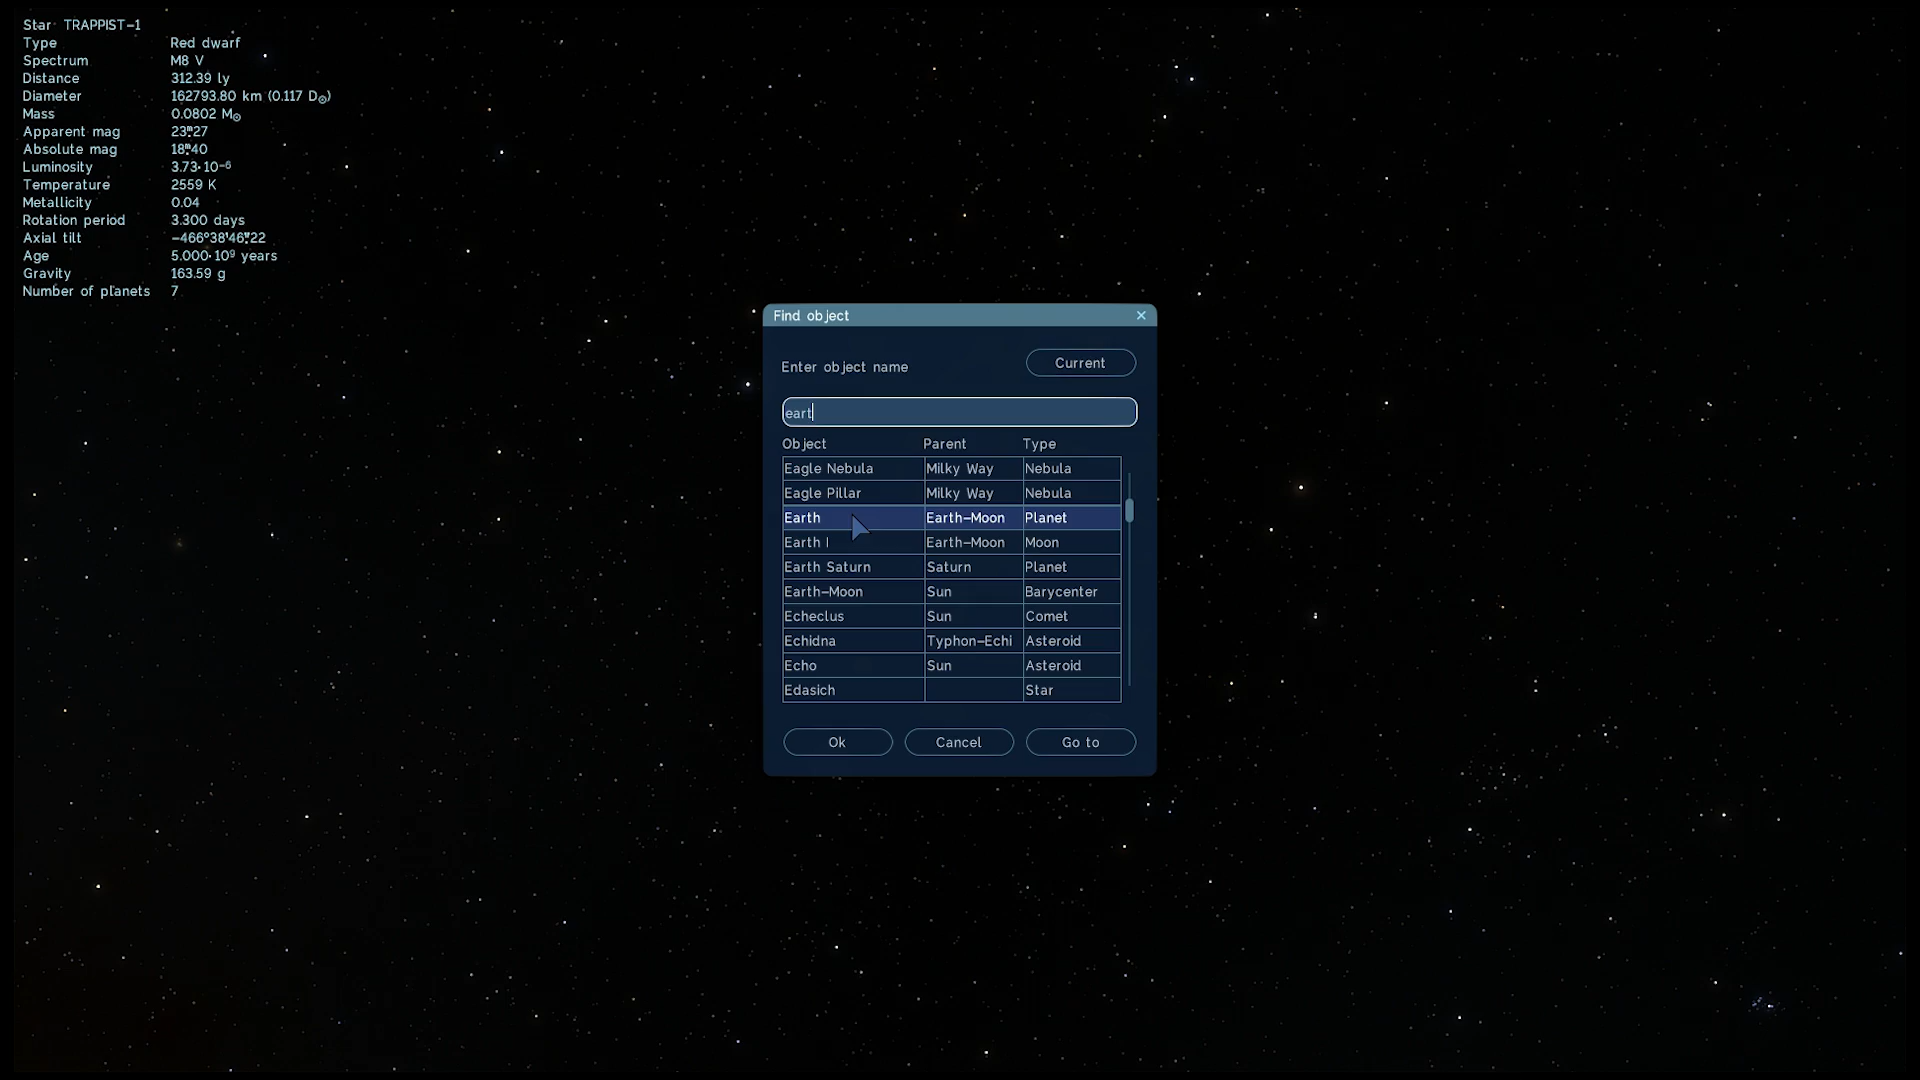 Star TRAPPIST-1
Type Red dwarf
Spectrum M8 V
Distance 312.39 ly
Diameter 162793.80 km (0.117 D☉)
Mass 0.0802 M☉
Apparent mag 23ᵐ.27
Absolute mag 18ᵐ.40
Luminosity 3.73·10⁻⁶
Temperature 2559 K
Metallicity 0.04
Rotation period 3.300 days
Axial tilt -466°38'46".22
Age 5.000·10⁹ years
Gravity 163.59 g
Number of planets 7
Find object
Enter object name Current
eart
Object Parent Type
Eagle Nebula Milky Way Nebula
Eagle Pillar Milky Way Nebula
Earth Earth-Moon Planet
Earth I Earth-Moon Moon
Earth Saturn Saturn Planet
Earth-Moon Sun Barycenter
Echeclus Sun Comet
Echidna Typhon-Echi Asteroid
Echo Sun Asteroid
Edasich Star
Ok Cancel Go to